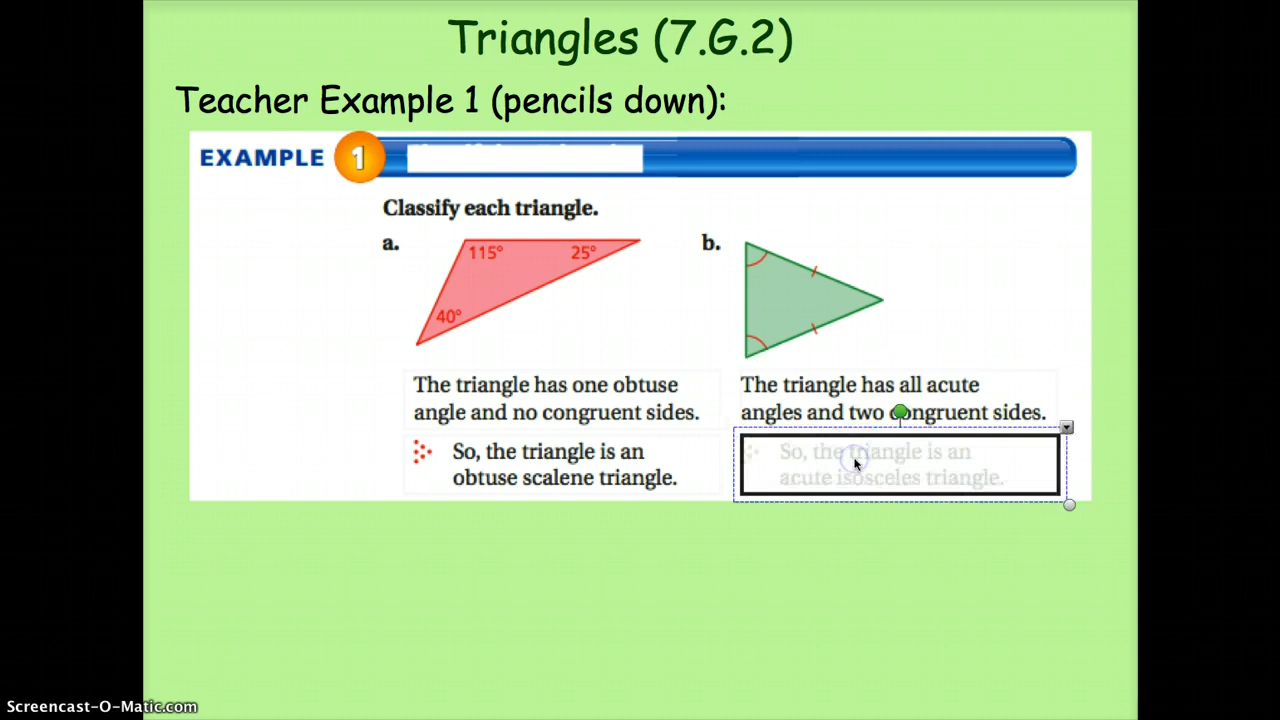 Triangles (7.G.2)
Teacher Example 1 (pencils down):
EXAMPLE 1
Classify each triangle.
a.
115° 25°
40°
b.
The triangle has one obtuse
angle and no congruent sides.
So, the triangle is an
obtuse scalene triangle.
The triangle has all acute
angles and two congruent sides.
So, the triangle is an
acute isosceles triangle.
Screencast-O-Matic.com